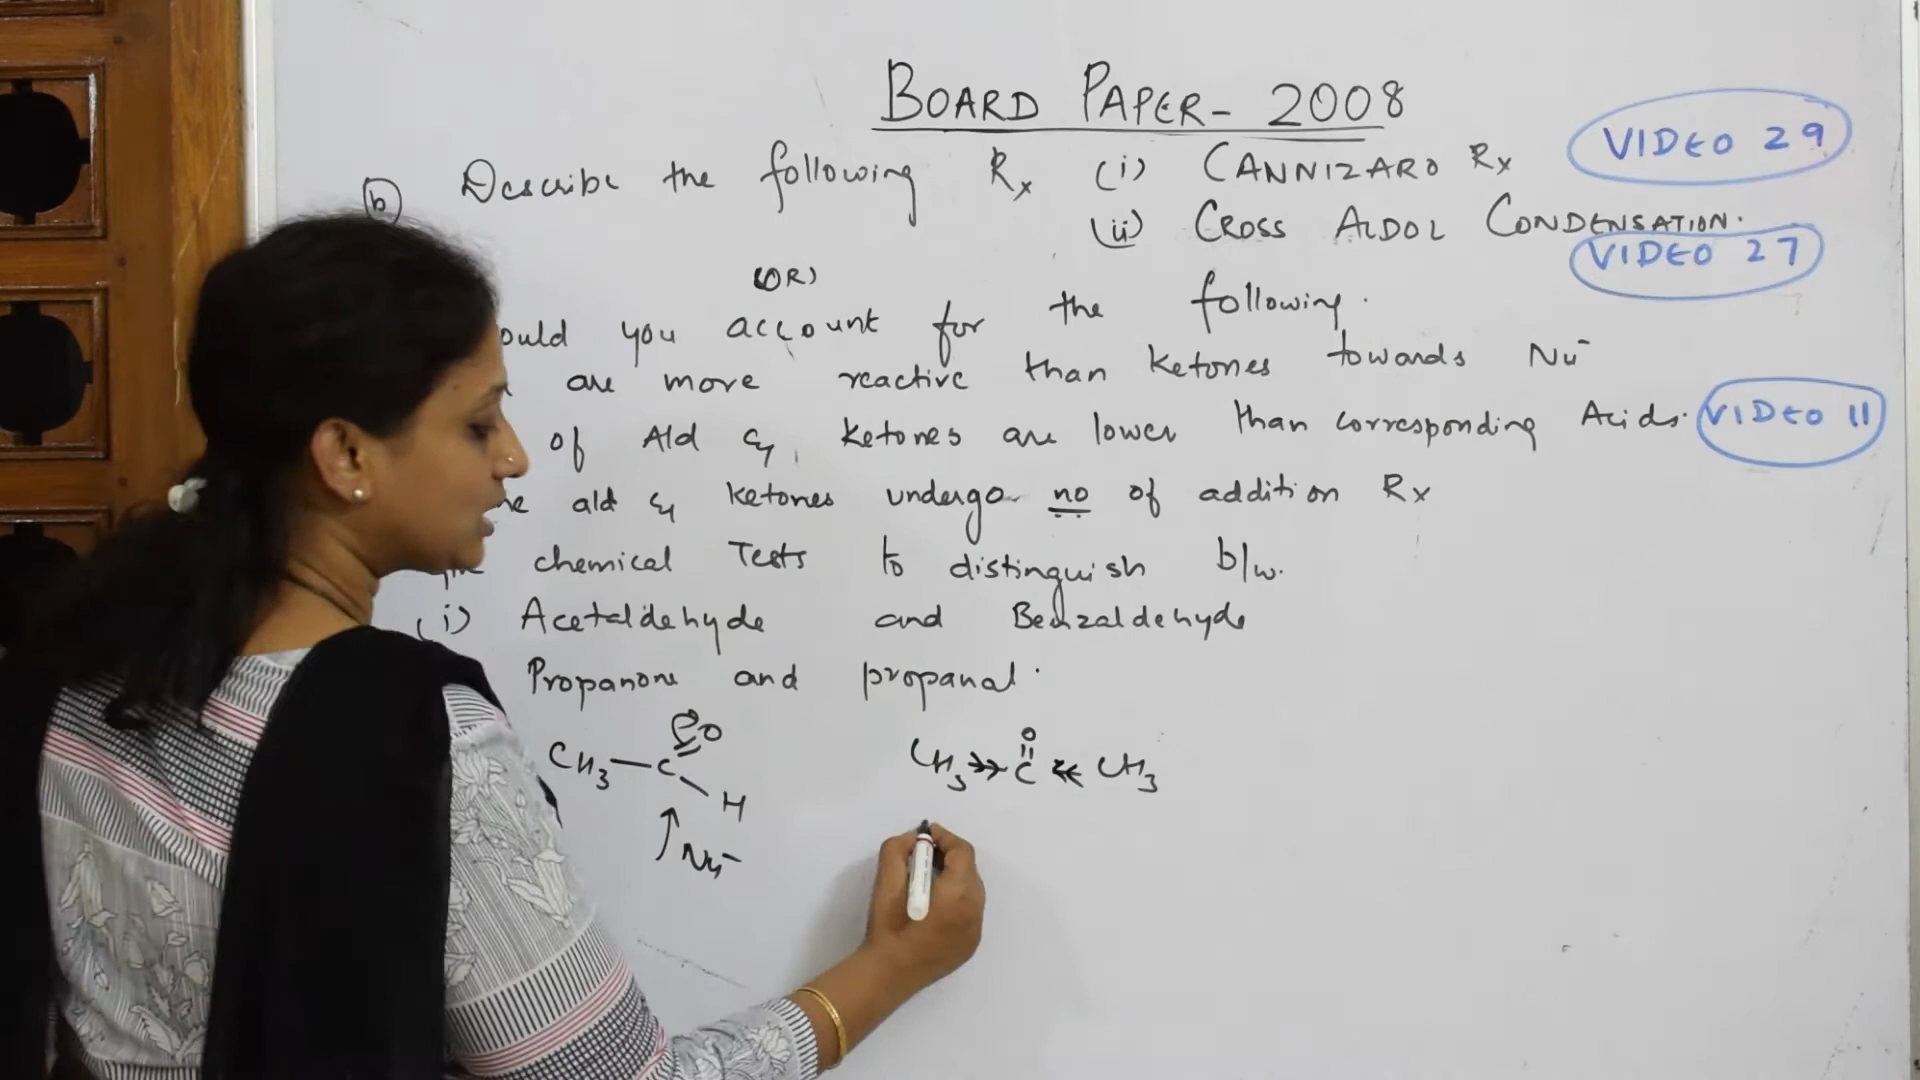 BOARD PAPER- 2008
b Describe the following Rx (i) CANNIZARO Rx VIDEO 29
(ii) CROSS ALDOL CONDENSATION.
VIDEO 27
(OR)
ould you account for the following.
are more reactive than Ketones towards Nu⁻
of Ald & Ketones are lower than corresponding Acids. VIDEO 11
ald & Ketones undergo no of addition Rx
chemical Tests to distinguish b/w.
(i) Acetaldehyde and Benzaldehyde
Propanone and propanal.
CH₃—C O H
Nu⁻
CH₃ C O CH₃